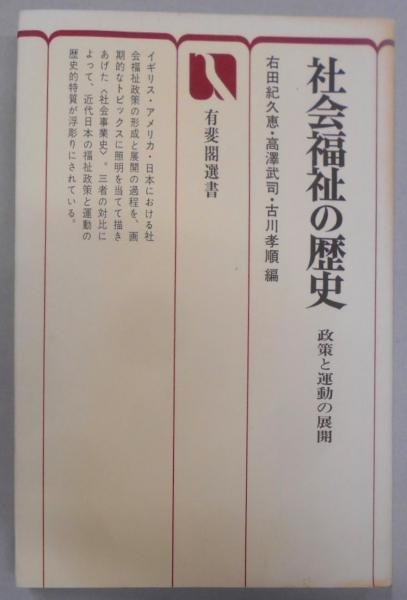 社会福祉の歴史
政策と運動の展開
右田紀久恵・高澤武司・古川孝順 編
有斐閣選書
イギリス・アメリカ・日本における社
会福祉政策の形成と展開の過程を、画
期的なトピックスに照明を当てて描き
あげた〈社会事業史〉。三者の対比に
よって、近代日本の福祉政策と運動の
歴史的特質が浮彫りにされている。